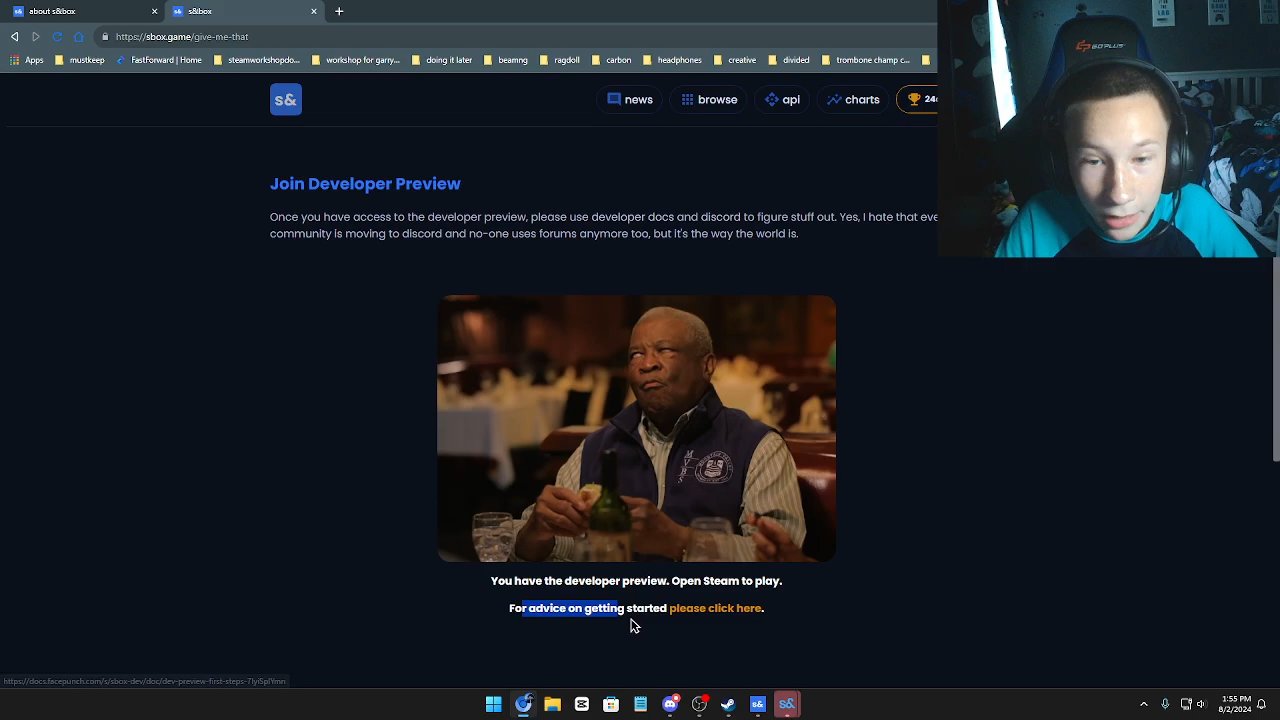 about s&box
s&box
https://sbox.game/give-me-that
Apps
mustkeep
FastForward | Home
steamworkshopdo...
workshop for garry...
doing it later
beamng
ragdoll
carbon
creative
divided
trombone champ c...
s&
news
browse
api
charts
Join Developer Preview
Once you have access to the developer preview, please use developer docs and discord to figure stuff out. Yes, I hate that
community is moving to discord and no-one uses forums anymore too, but it's the way the world is.
You have the developer preview. Open Steam to play.
For advice on getting started please click here.
1:55 PM
8/2/2024